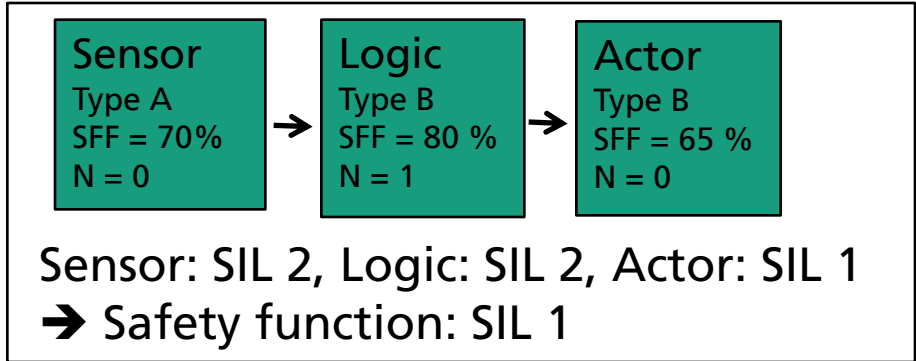 Sensor
Type A
SFF = 70%
N = 0
Logic
Type B
SFF = 80 %
N = 1
Actor
Type B
SFF = 65 %
N = 0
Sensor: SIL 2, Logic: SIL 2, Actor: SIL 1
➔ Safety function: SIL 1